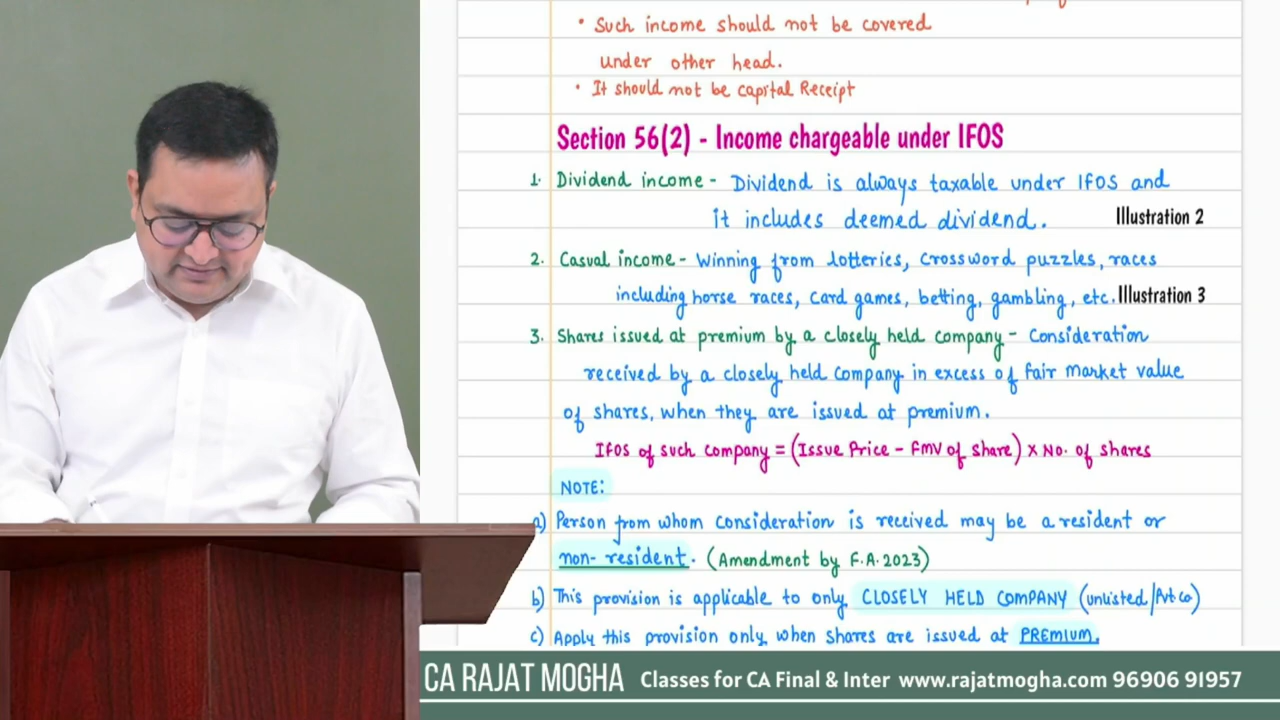 • Such income should not be covered
under other head.
• It should not be capital Receipt
Section 56(2) - Income chargeable under IFOS
1. Dividend income - Dividend is always taxable under IFOS and
it includes deemed dividend. Illustration 2
2. Casual income - Winning from lotteries, crossword puzzles, races
including horse races, card games, betting, gambling, etc. Illustration 3
3. Shares issued at premium by a closely held company - Consideration
received by a closely held company in excess of fair market value
of shares, when they are issued at premium.
IFOS of such company = (Issue Price - FMV of share) x No. of shares
NOTE:
a) Person from whom consideration is received may be a resident or
non- resident. (Amendment by F.A. 2023)
b) This provision is applicable to only CLOSELY HELD COMPANY (unlisted/Pvt Co)
c) Apply this provision only when shares are issued at PREMIUM.
CA RAJAT MOGHA Classes for CA Final & Inter www.rajatmogha.com 96906 91957